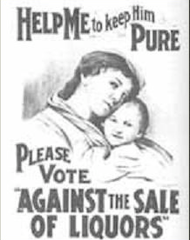 HELP ME to keep Him
PURE
PLEASE
VOTE
"AGAINST THE SALE
OF LIQUORS"